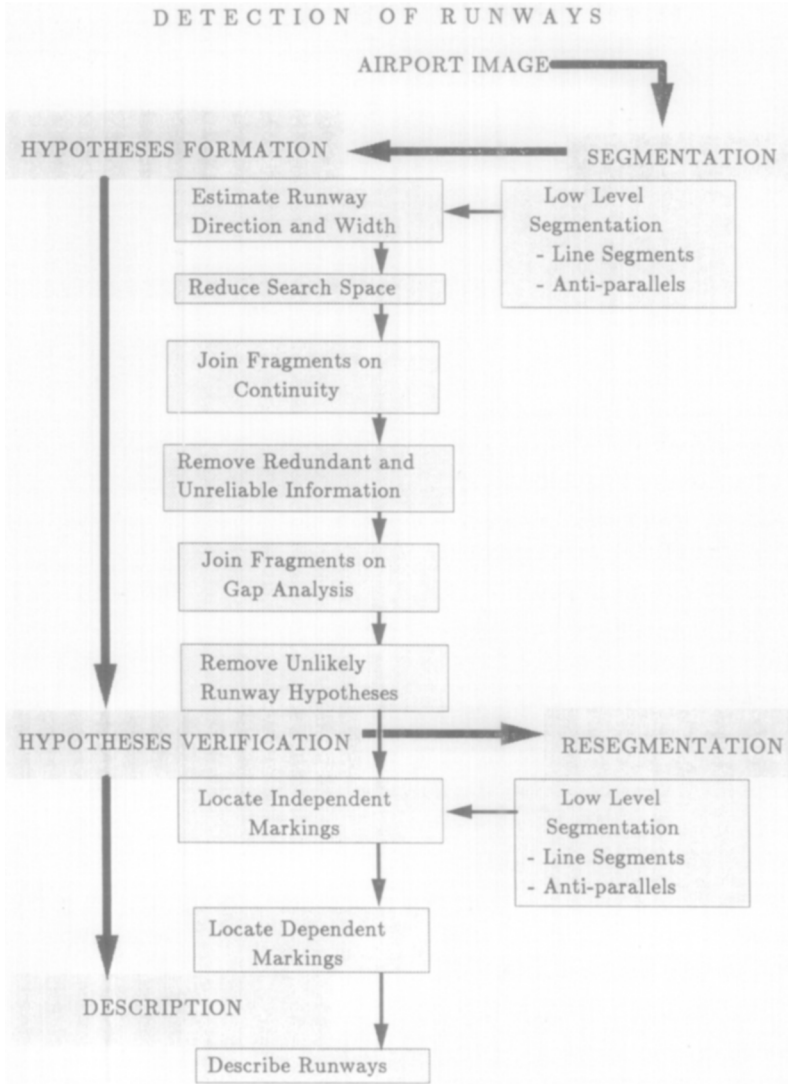 DETECTION OF RUNWAYS
AIRPORT IMAGE
HYPOTHESES FORMATION
SEGMENTATION
Estimate Runway
Direction and Width
Low Level
Segmentation
- Line Segments
- Anti-parallels
Reduce Search Space
Join Fragments on
Continuity
Remove Redundant and
Unreliable Information
Join Fragments on
Gap Analysis
Remove Unlikely
Runway Hypotheses
HYPOTHESES VERIFICATION
RESEGMENTATION
Locate Independent
Markings
Low Level
Segmentation
- Line Segments
- Anti-parallels
Locate Dependent
Markings
DESCRIPTION
Describe Runways